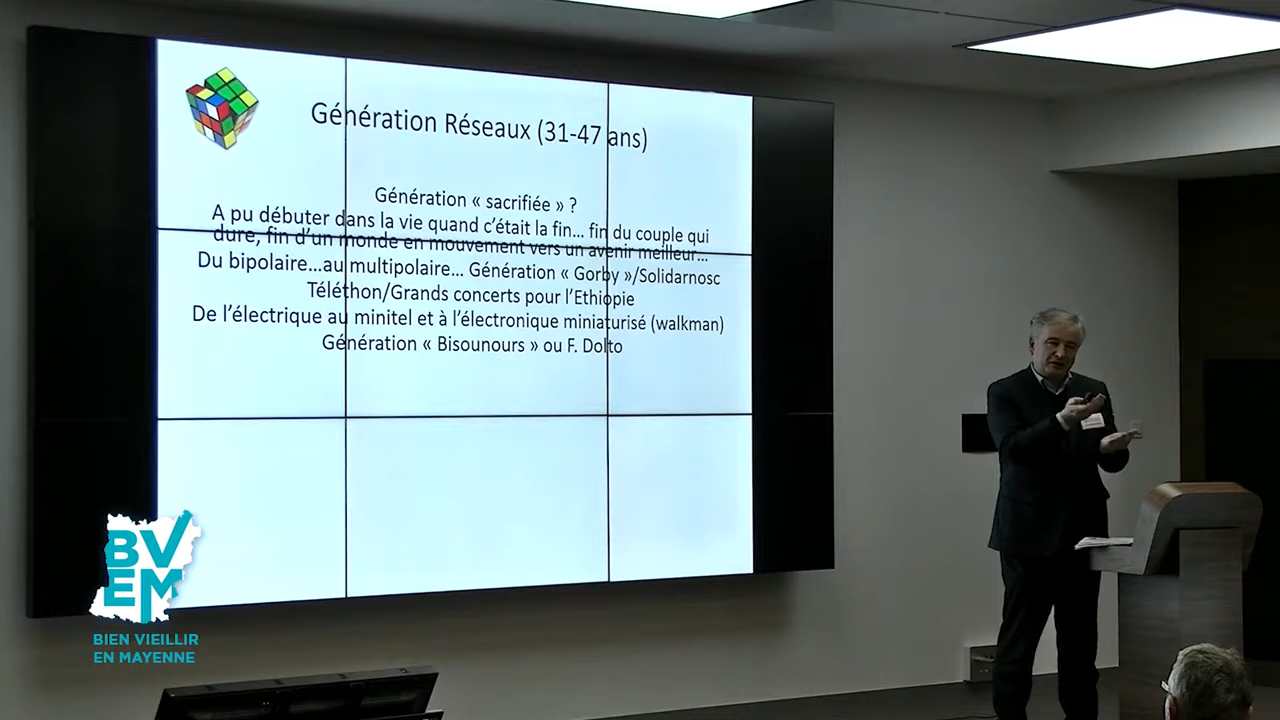 Génération Réseaux (31-47 ans)
Génération « sacrifiée » ?
A pu débuter dans la vie quand c’était la fin… fin du couple qui
dure, fin d’un monde en mouvement vers un avenir meilleur…
Du bipolaire…au multipolaire… Génération « Gorby »/Solidarnosc
Téléthon/Grands concerts pour l’Ethiopie
De l’électrique au minitel et à l’électronique miniaturisé (walkman)
Génération « Bisounours » ou F. Dolto
BV
EM
BIEN VIEILLIR
EN MAYENNE